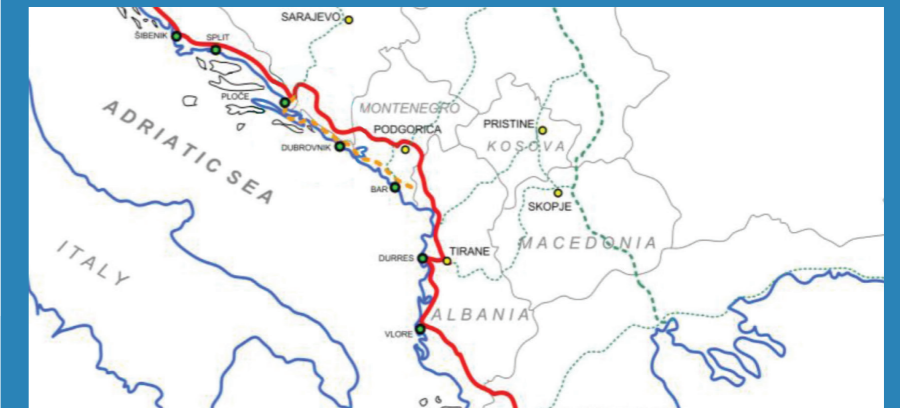 SARAJEVO
ŠIBENIK
SPLIT
PLOČE
MONTENEGRO
ADRIATIC SEA
PODGORICA
PRISTINE
KOSOVA
DUBROVNIK
BAR
SKOPJE
ITALY
DURRES
TIRANE
MACEDONIA
ALBANIA
VLORE